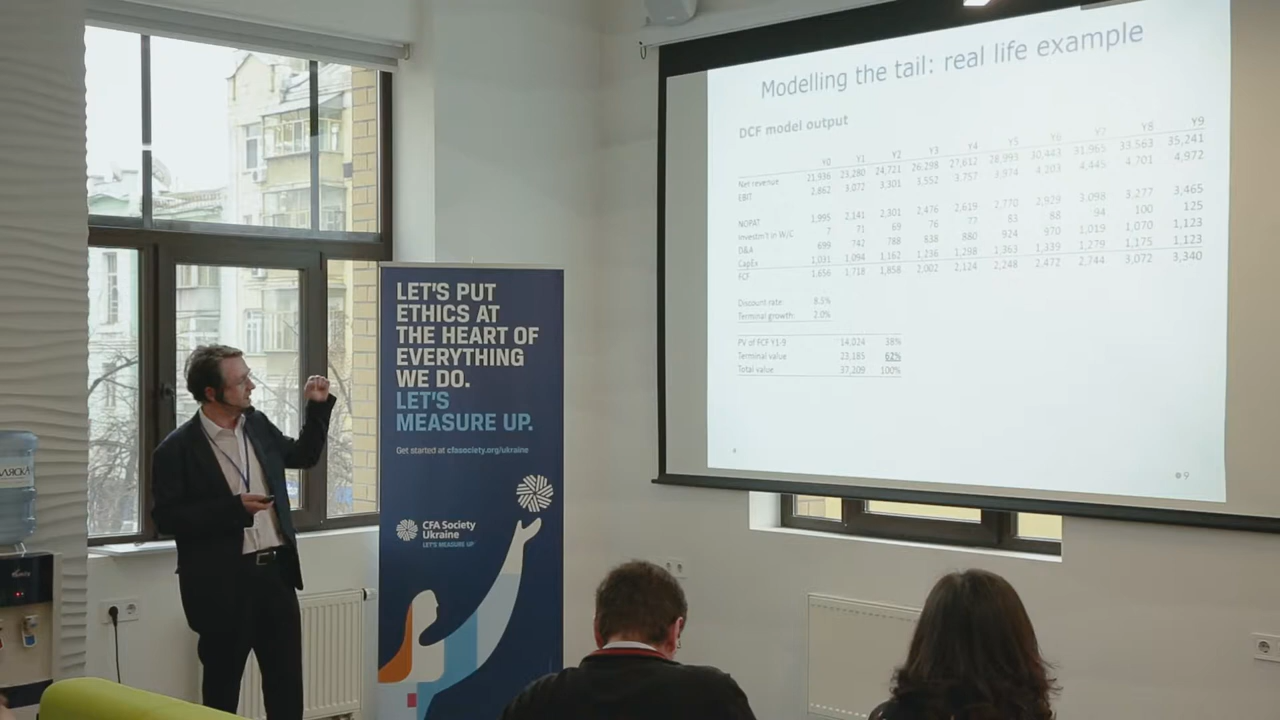 Modelling the tail: real life example
DCF model output
Y0 Y1 Y2 Y3 Y4 Y5 Y6 Y7 Y8 Y9
Net revenue 21,936 23,280 24,721 26,298 27,612 28,993 30,443 31,965 33,563 35,241
EBIT 2,862 3,072 3,301 3,552 3,757 3,974 4,203 4,445 4,701 4,972
NOPAT 1,995 2,141 2,301 2,476 2,619 2,770 2,929 3,098 3,277 3,465
Investm't in W/C 7 71 69 76 77 83 88 94 100 125
D&A 699 742 788 838 880 924 970 1,019 1,070 1,123
CapEx 1,031 1,094 1,162 1,236 1,298 1,363 1,339 1,279 1,175 1,123
FCF 1,656 1,718 1,858 2,002 2,124 2,248 2,472 2,744 3,072 3,340
Discount rate: 8.5%
Terminal growth: 2.0%
PV of FCF Y1-9 14,024 38%
Terminal value 23,185 62%
Total value 37,209 100%
9
LET'S PUT
ETHICS AT
THE HEART OF
EVERYTHING
WE DO.
LET'S
MEASURE UP.
Get started at cfasociety.org/ukraine
CFA Society
Ukraine
LET'S MEASURE UP